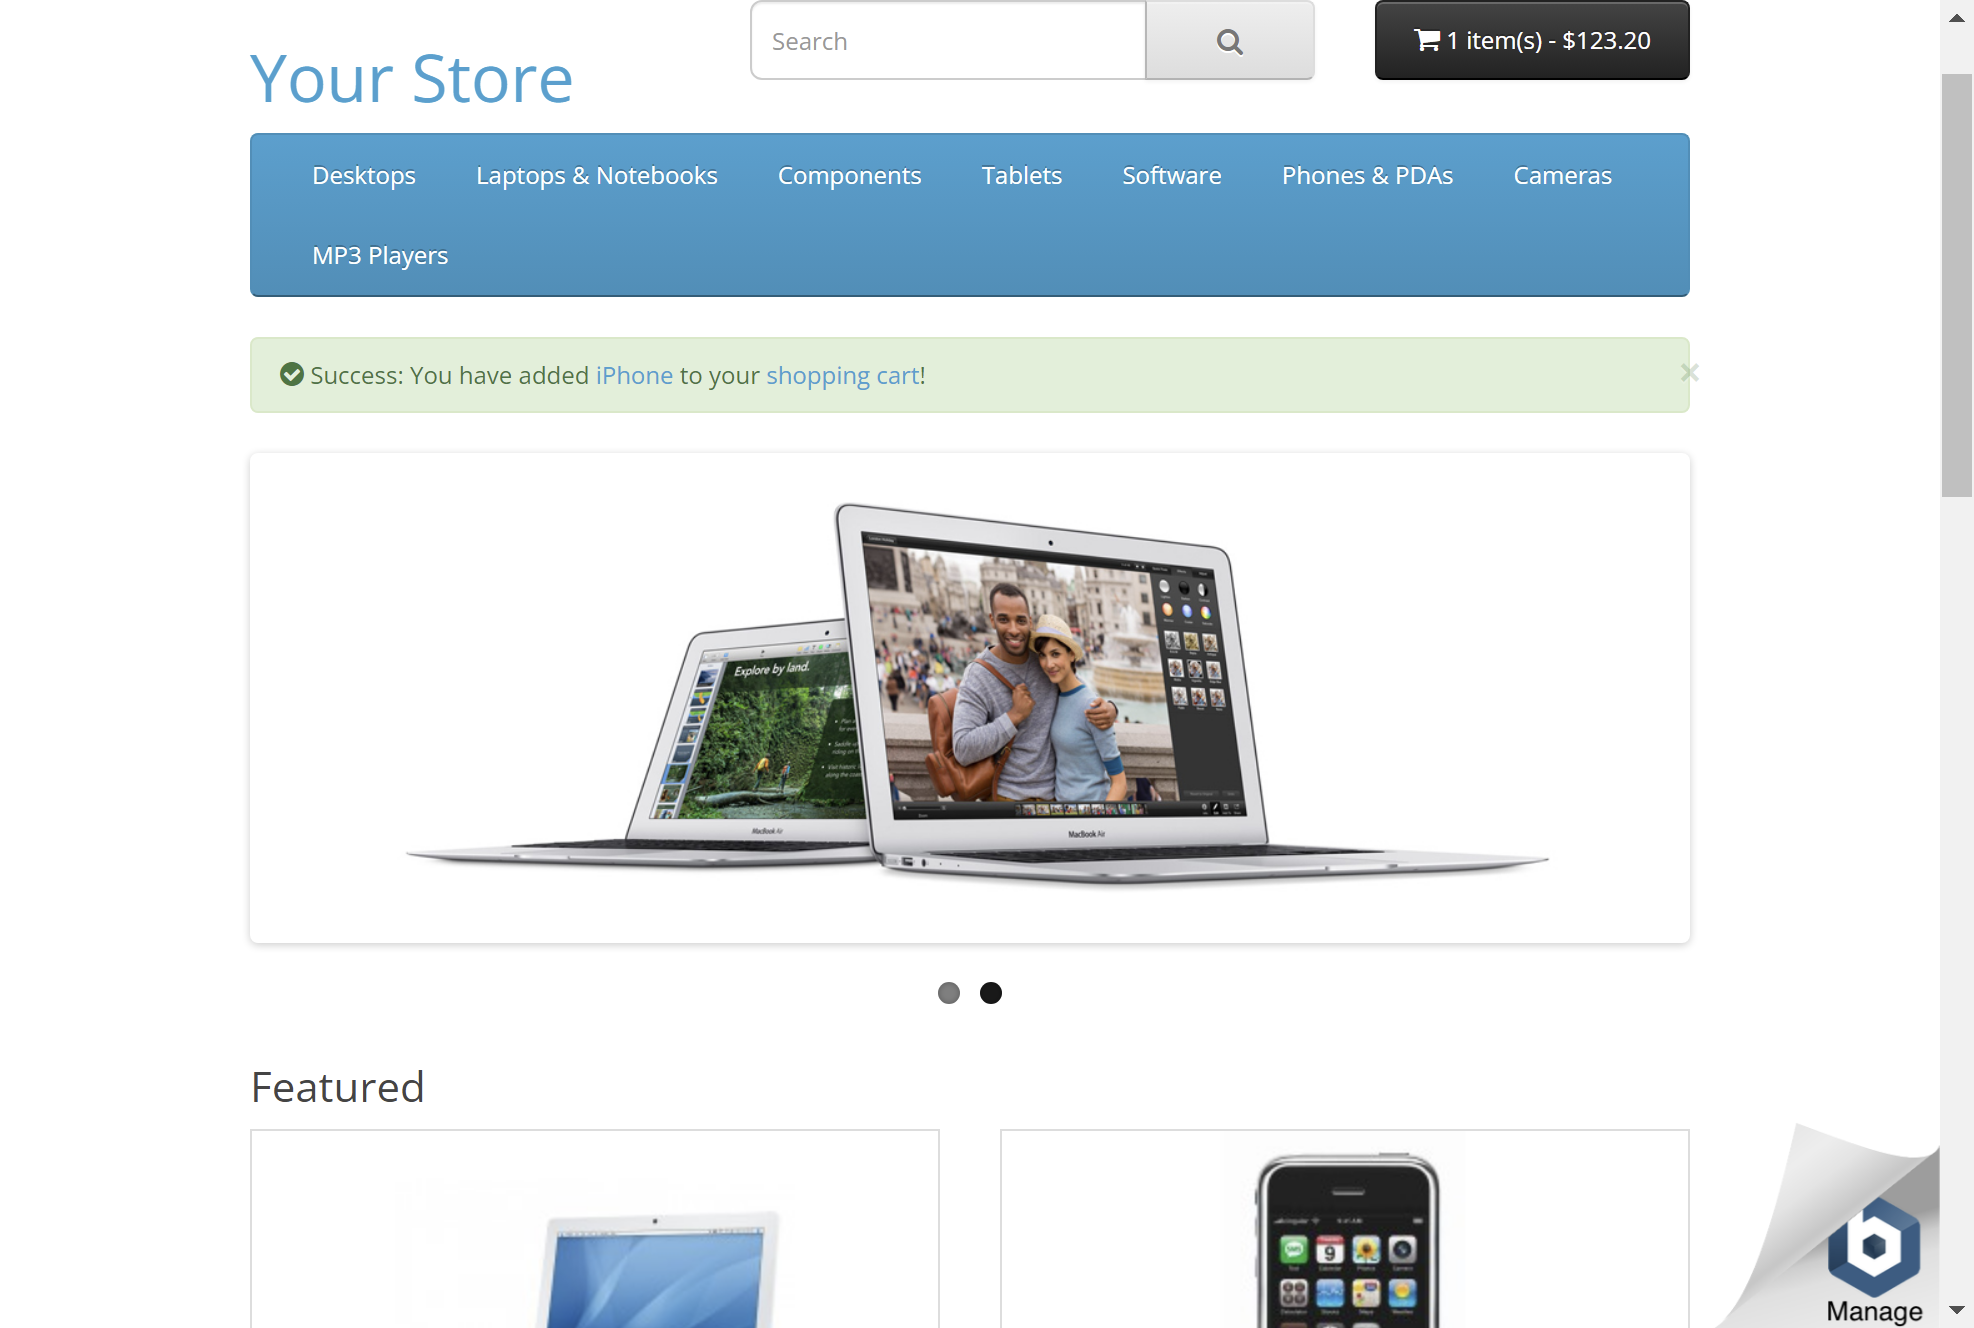 Search
1 item(s) - $123.20
Your Store
Desktops
Laptops & Notebooks
Components
Tablets
Software
Phones & PDAs
Cameras
MP3 Players
Success: You have added iPhone to your shopping cart!
×
Explore by land.
MacBook Air
MacBook Air
Featured
9
Manage